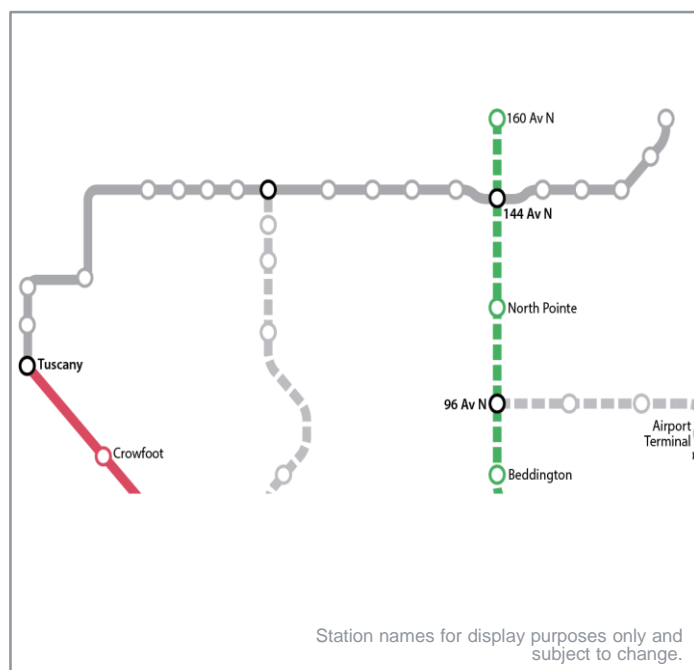 160 Av N
144 Av N
North Pointe
Tuscany
96 Av N
Airport
Terminal
Crowfoot
Beddington
Station names for display purposes only and
subject to change.